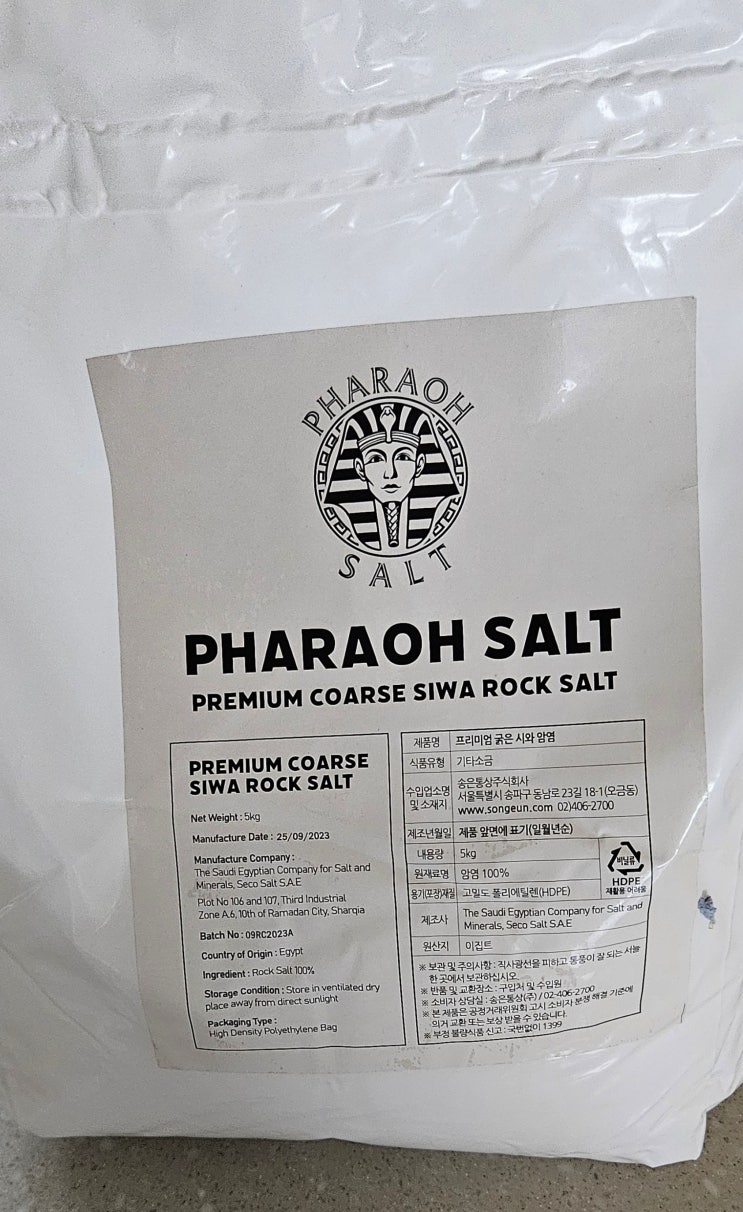 PHARAOH
SALT
PHARAOH SALT
PREMIUM COARSE SIWA ROCK SALT
PREMIUM COARSE
SIWA ROCK SALT
Net Weight : 5kg
Manufacture Date : 25/09/2023
Manufacture Company :
The Saudi Egyptian Company for Salt and
Minerals, Seco Salt S.A.E
Plot No 106 and 107, Third Industrial
Zone A.6, 10th of Ramadan City, Sharqia
Batch No : 09RC2023A
Country of Origin : Egypt
Ingredient : Rock Salt 100%
Storage Condition : Store in ventilated dry
place away from direct sunlight
Packaging Type :
High Density Polyethylene Bag
제품명 프리미엄 굵은 시와 암염
식품유형 기타소금
수입업소명 및 소재지 송은통상주식회사
서울특별시 송파구 동남로 23길 18-1(오금동)
www.songeun.com 02)406-2700
제조년월일 제품 앞면에 표기(일월년순)
내용량 5kg
원재료명 암염 100%
용기(포장)재질 고밀도 폴리에틸렌(HDPE)
비닐류
HDPE
재활용 어려움
제조사 The Saudi Egyptian Company for Salt and
Minerals, Seco Salt S.A.E
원산지 이집트
※ 보관 및 주의사항 : 직사광선을 피하고 통풍이 잘 되는 서늘
한 곳에서 보관하십시오.
※ 반품 및 교환장소 : 구입처 및 수입원
※ 소비자 상담실 : 송은통상(주) / 02-406-2700
※ 본 제품은 공정거래위원회 고시 소비자 분쟁 해결 기준에
의거 교환 또는 보상 받을 수 있습니다.
※ 부정 불량식품 신고 : 국번없이 1399